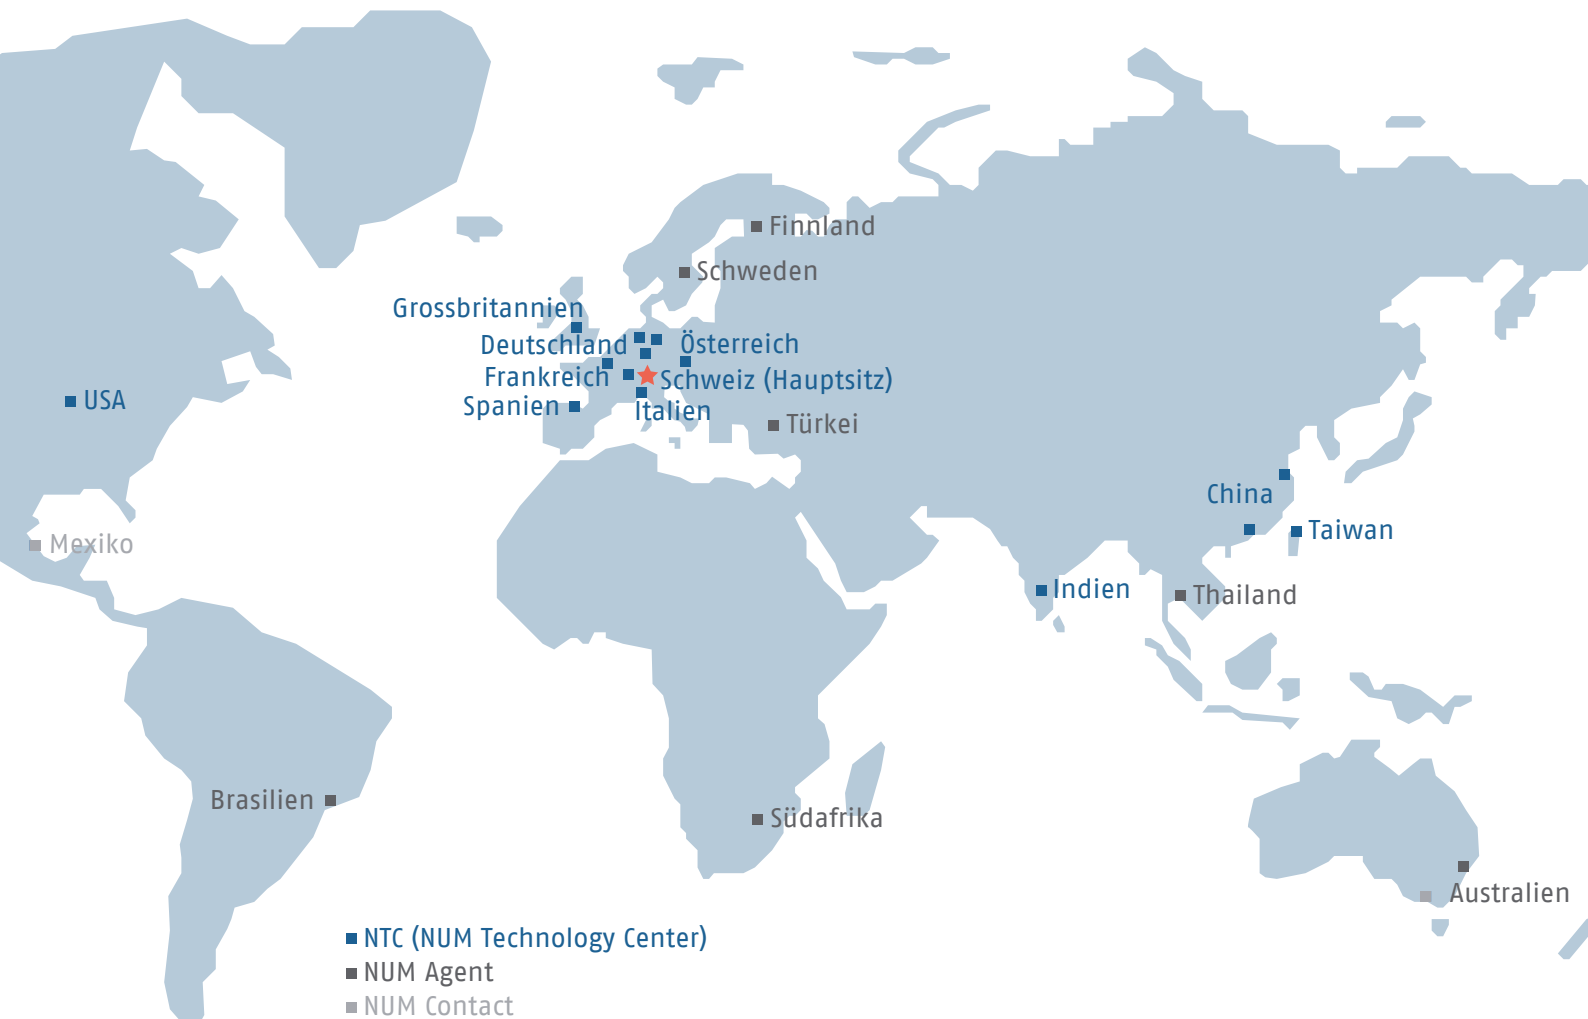 Finnland
Schweden
Grossbritannien
Deutschland
Österreich
Frankreich
Schweiz (Hauptsitz)
USA
Spanien
Italien
Türkei
China
Taiwan
Mexiko
Indien
Thailand
Brasilien
Südafrika
Australien
NTC (NUM Technology Center)
NUM Agent
NUM Contact